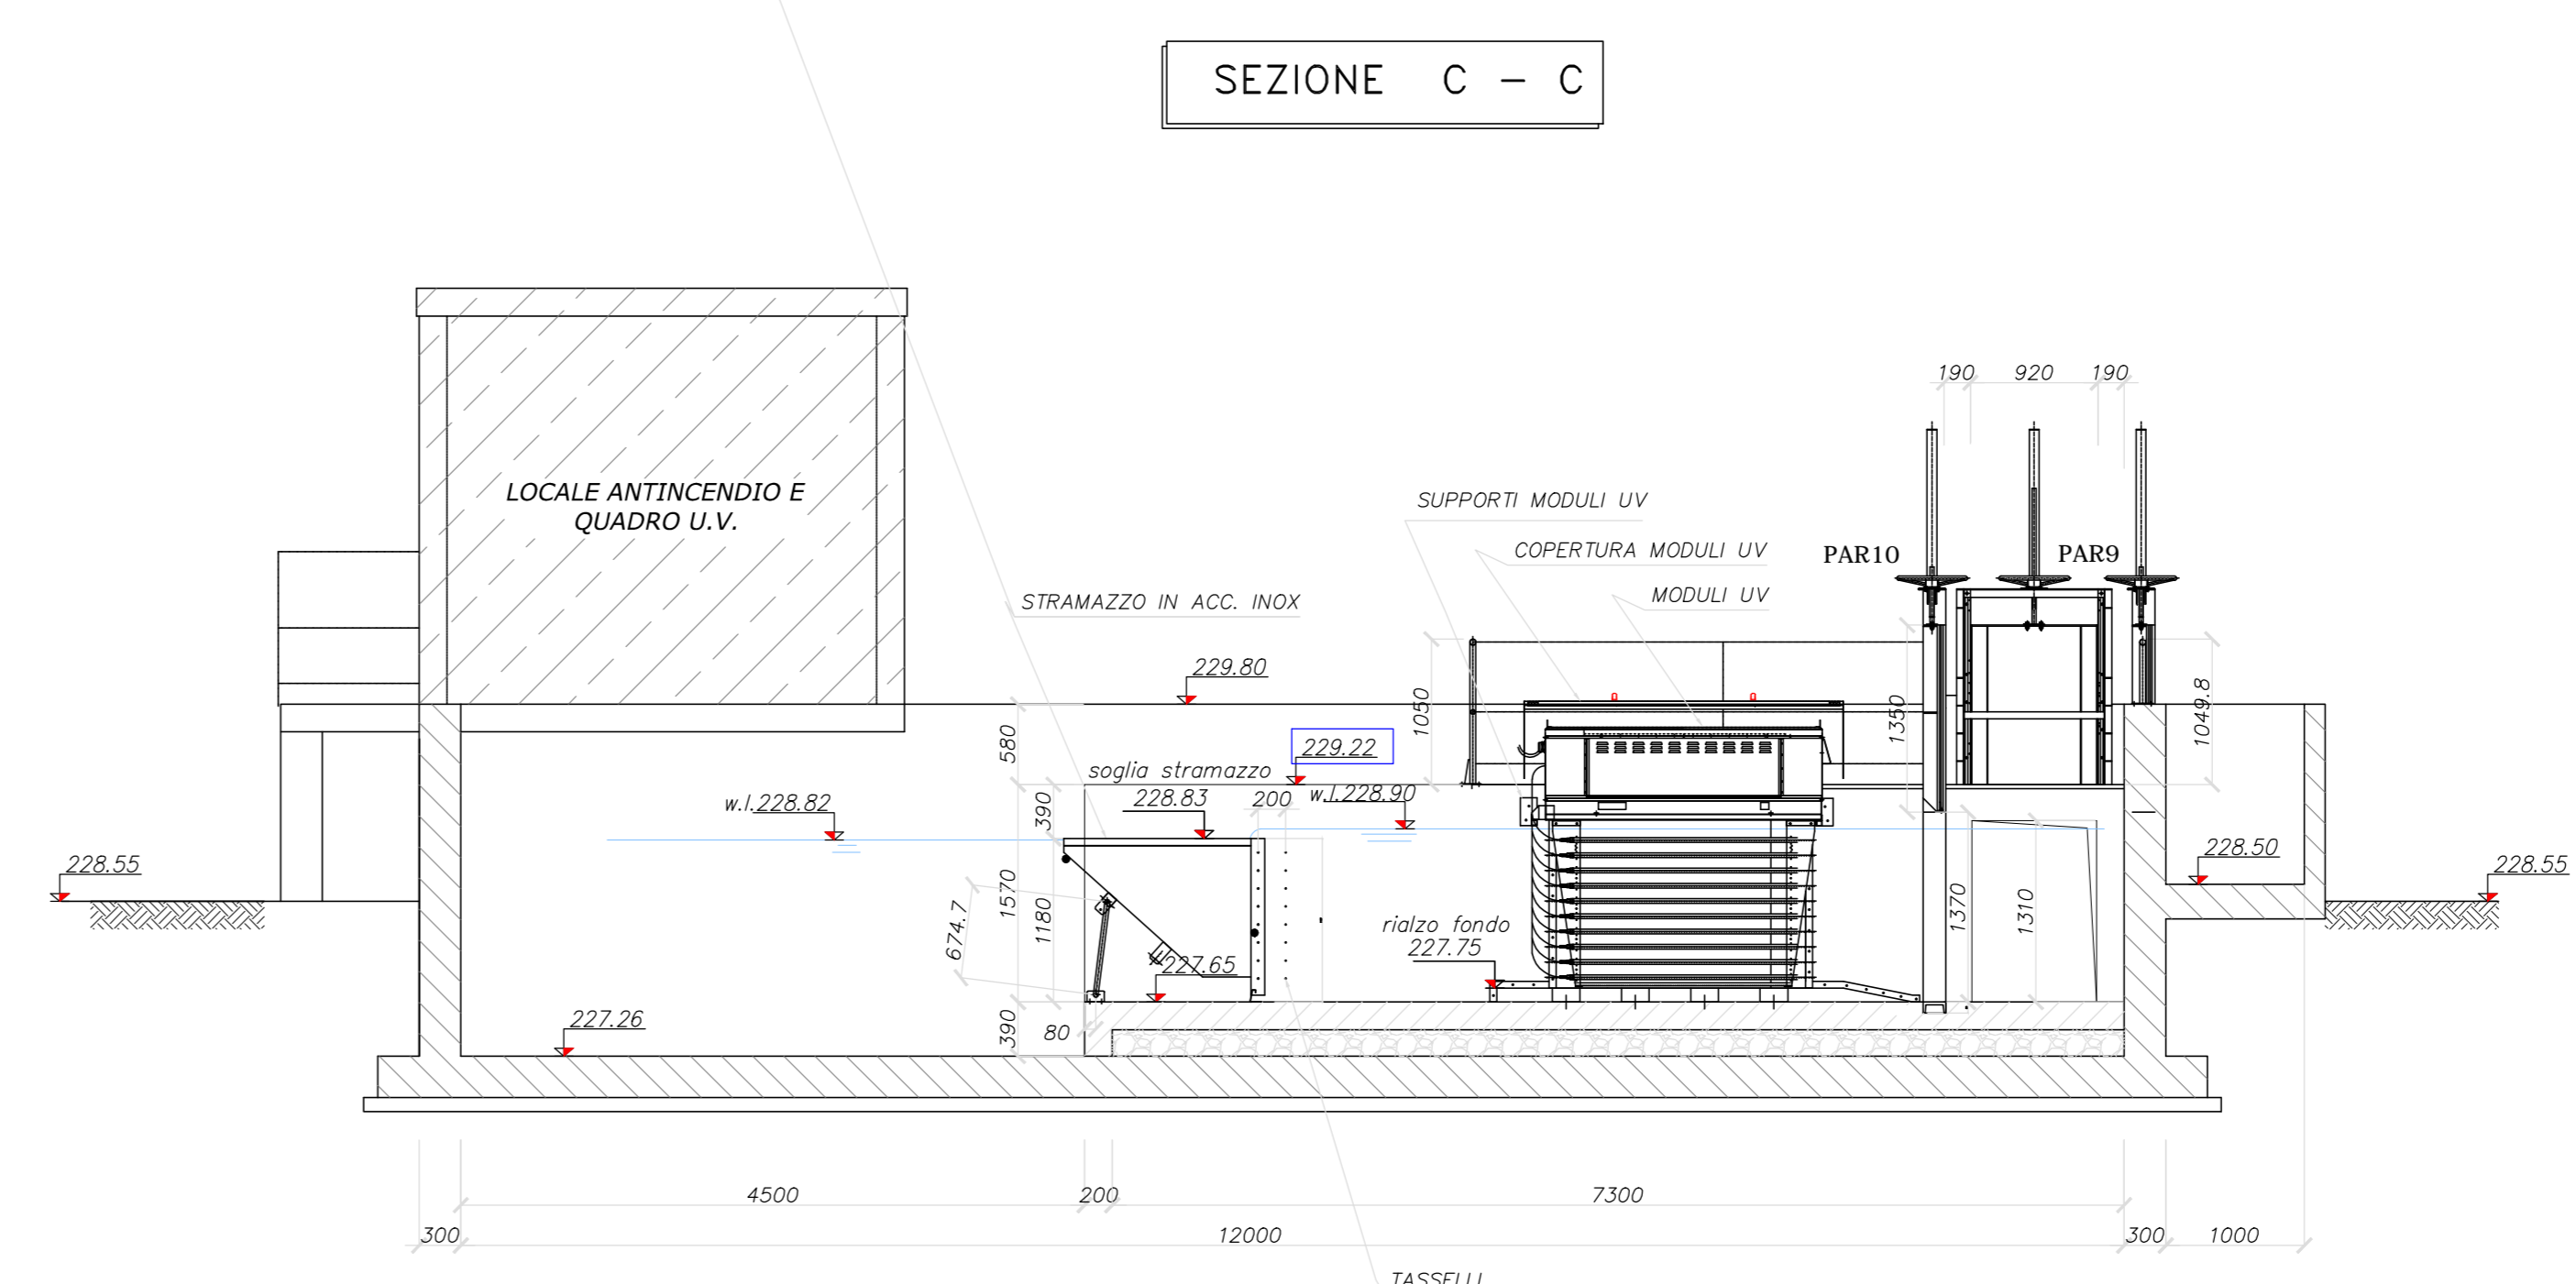 SEZIONE C - C
190 920 190
LOCALE ANTINCENDIO E
QUADRO U.V.
SUPPORTI MODULI UV
COPERTURA MODULI UV
PAR10
PAR9
MODULI UV
STRAMAZZO IN ACC. INOX
229.80
1050
1350
1049.8
580
229.22
soglia stramazzo
228.83
200
w.l.228.90
w.l.228.82
390
228.55
228.50
228.55
1570
1180
674.7
1370
1310
rialzo fondo
227.75
227.65
227.26
390
80
4500
200
7300
300
12000
300
1000
TASSELLI